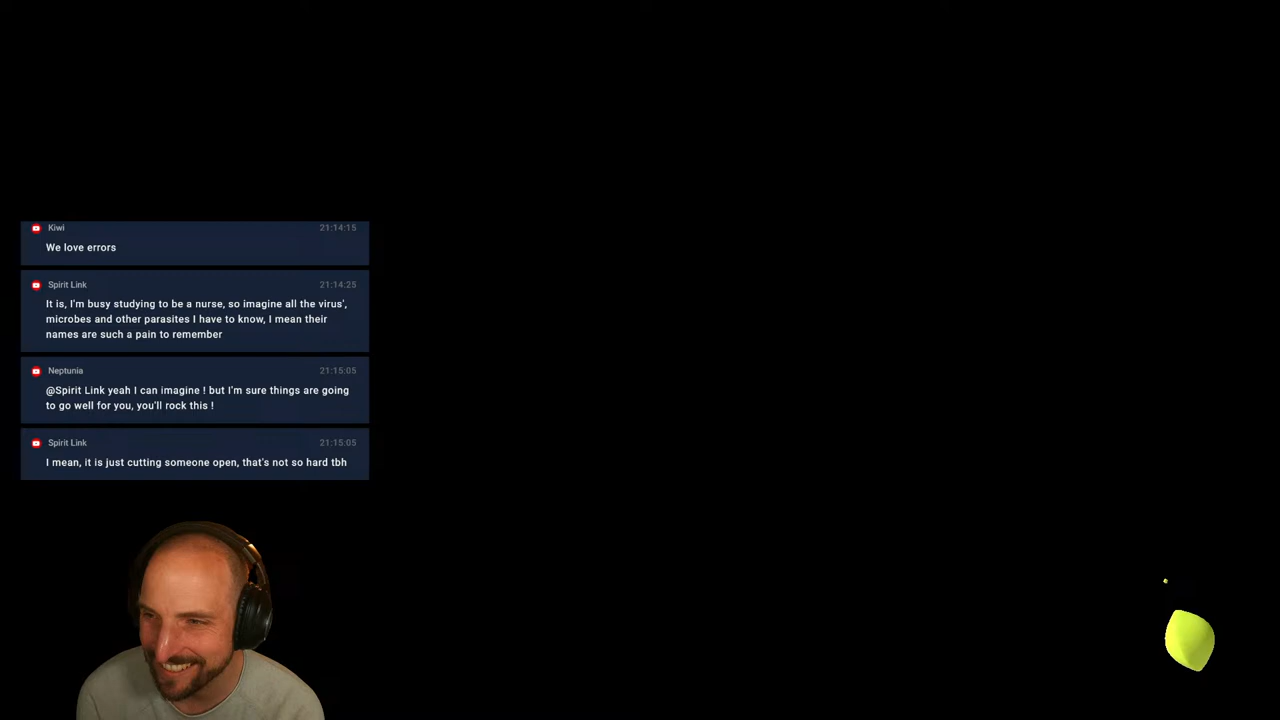 Kiwi 21:14:15
We love errors
Spirit Link 21:14:25
It is, I'm busy studying to be a nurse, so imagine all the virus',
microbes and other parasites I have to know, I mean their
names are such a pain to remember
Neptunia 21:15:05
@Spirit Link yeah I can imagine ! but I'm sure things are going
to go well for you, you'll rock this !
Spirit Link 21:15:05
I mean, it is just cutting someone open, that's not so hard tbh